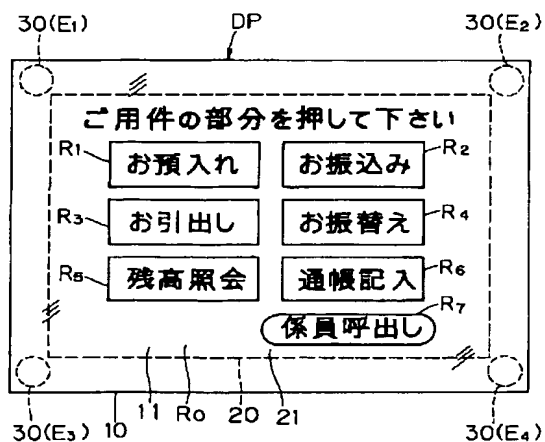 30(E1) DP 30(E2)
ご用件の部分を押して下さい
R1 お預入れ お振込み R2
R3 お引出し お振替え R4
R5 残高照会 通帳記入 R6
係員呼出し R7
30(E3) 10 11 R0 20 21 30(E4)